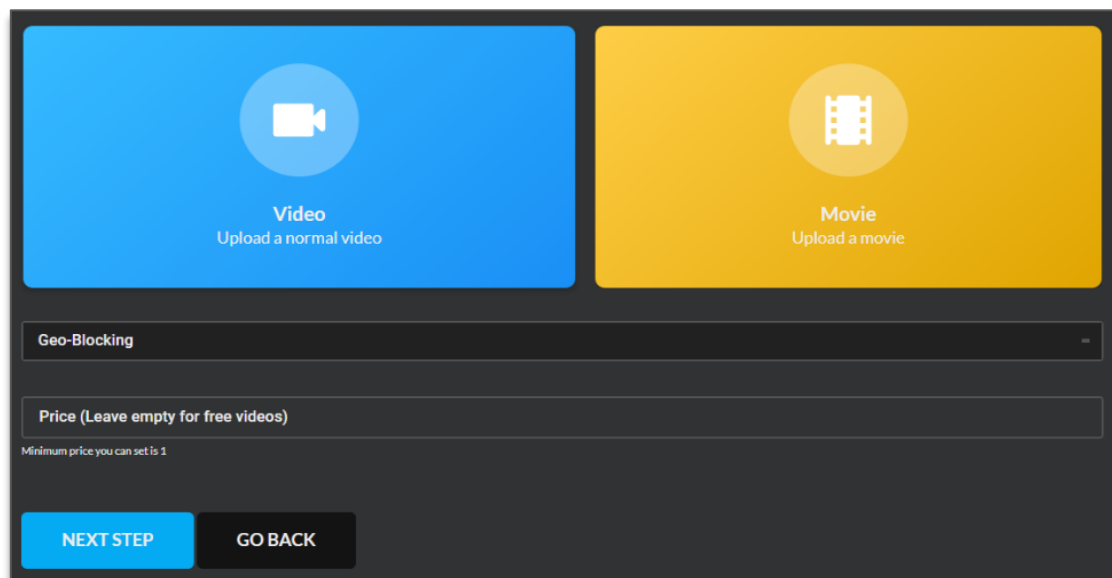 Video
Upload a normal video
Movie
Upload a movie
Geo-Blocking
Price (Leave empty for free videos)
Minimum price you can set is 1
NEXT STEP
GO BACK